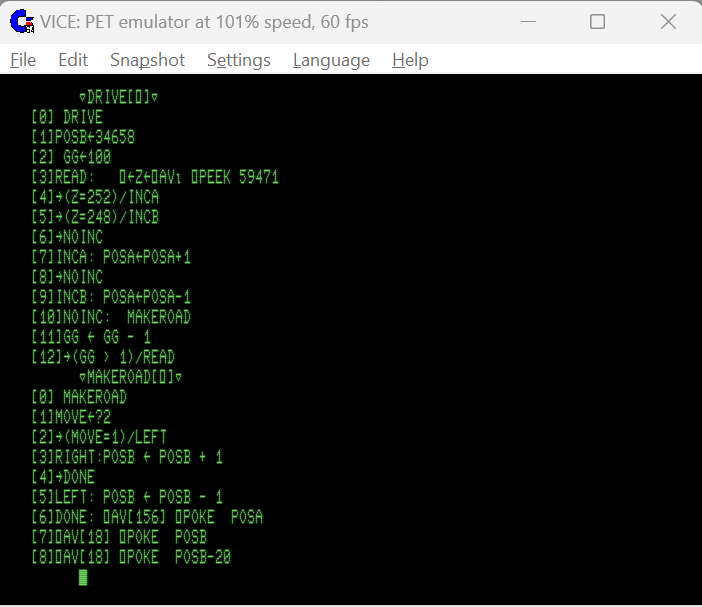 VICE: PET emulator at 101% speed, 60 fps
File Edit Snapshot Settings Language Help
∇DRIVE[⎕]∇
[0] DRIVE
[1]POSB←34658
[2] GG←100
[3]READ:   ⎕←Z←⎕AV⍳ ⎕PEEK 59471
[4]→(Z=252)/INCA
[5]→(Z=248)/INCB
[6]→NOINC
[7]INCA: POSA←POSA+1
[8]→NOINC
[9]INCB: POSA←POSA-1
[10]NOINC:  MAKEROAD
[11]GG ← GG - 1
[12]→(GG > 1)/READ
∇MAKEROAD[⎕]∇
[0] MAKEROAD
[1]MOVE←?2
[2]→(MOVE=1)/LEFT
[3]RIGHT:POSB ← POSB + 1
[4]→DONE
[5]LEFT: POSB ← POSB - 1
[6]DONE: ⎕AV[156] ⎕POKE  POSA
[7]⎕AV[18] ⎕POKE  POSB
[8]⎕AV[18] ⎕POKE  POSB-20